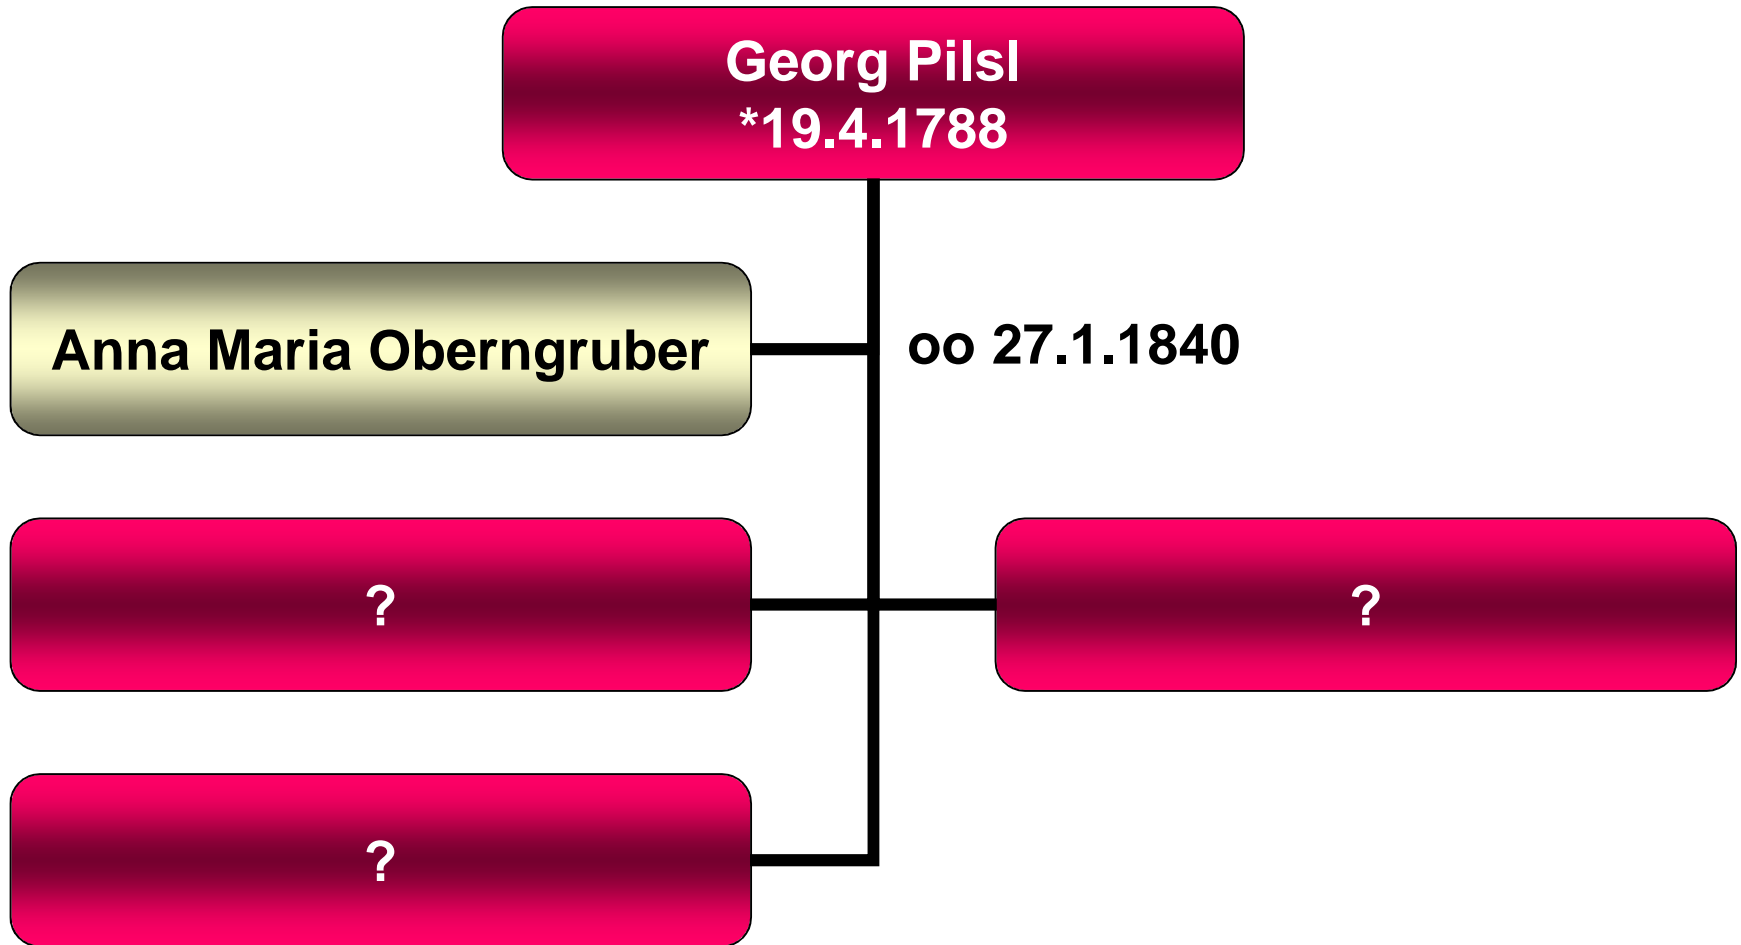 Georg Pilsl
*19.4.1788
Anna Maria Oberngruber
oo 27.1.1840
?
?
?